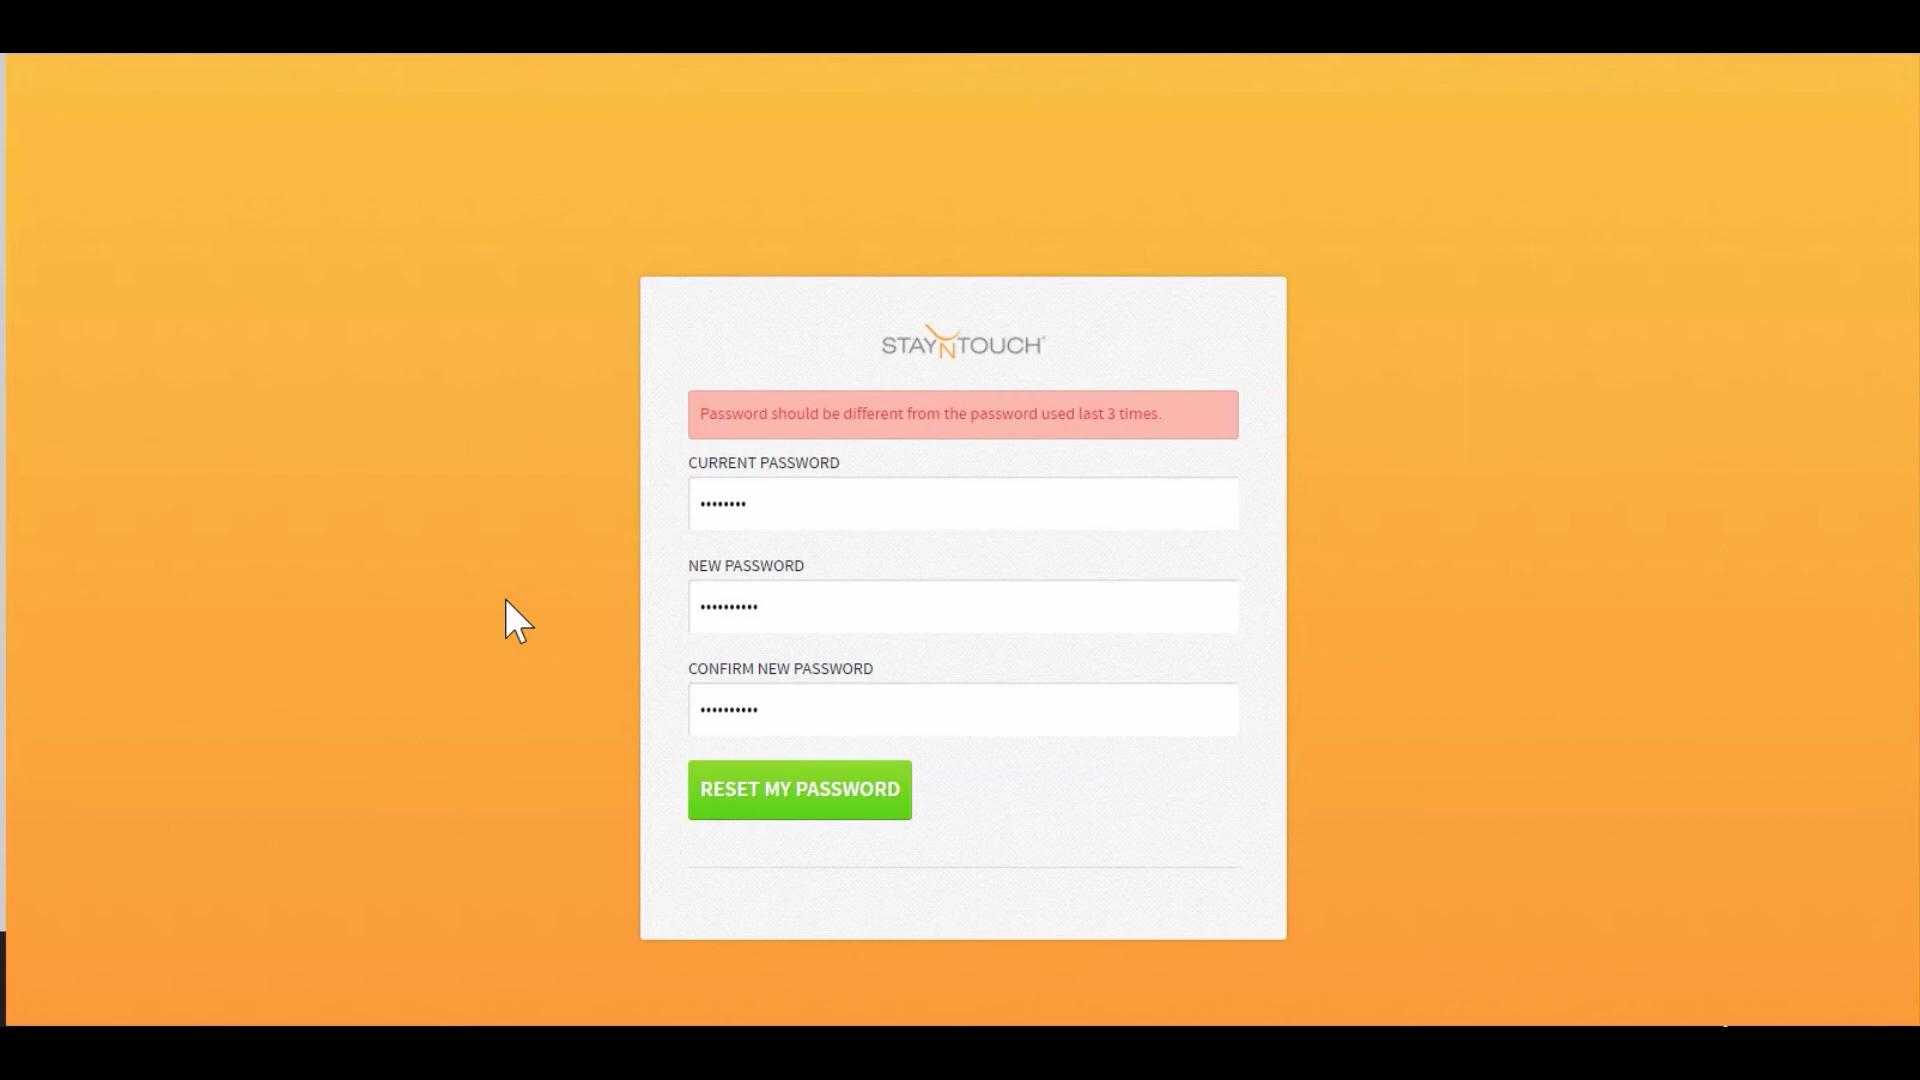 STAYNTOUCH
Password should be different from the password used last 3 times.
CURRENT PASSWORD
••••••••
NEW PASSWORD
••••••••••
CONFIRM NEW PASSWORD
••••••••••
RESET MY PASSWORD